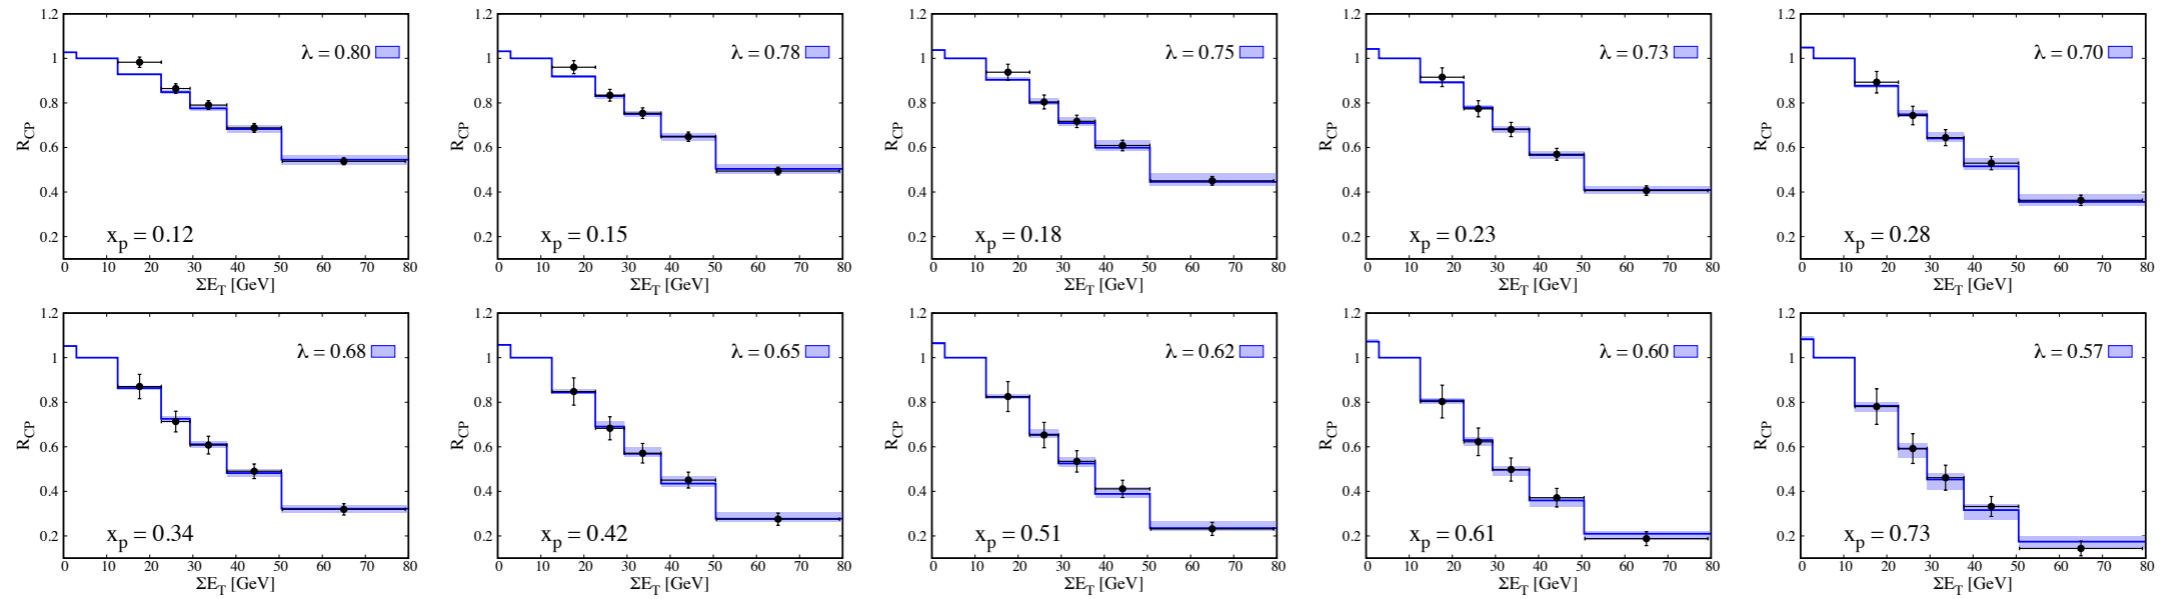 1.2
1
0.8
0.6
0.4
0.2
R_CP
λ = 0.80
x_p = 0.12
0 10 20 30 40 50 60 70 80
ΣE_T [GeV]
1.2
1
0.8
0.6
0.4
0.2
R_CP
λ = 0.78
x_p = 0.15
0 10 20 30 40 50 60 70 80
ΣE_T [GeV]
1.2
1
0.8
0.6
0.4
0.2
R_CP
λ = 0.75
x_p = 0.18
0 10 20 30 40 50 60 70 80
ΣE_T [GeV]
1.2
1
0.8
0.6
0.4
0.2
R_CP
λ = 0.73
x_p = 0.23
0 10 20 30 40 50 60 70 80
ΣE_T [GeV]
1.2
1
0.8
0.6
0.4
0.2
R_CP
λ = 0.70
x_p = 0.28
0 10 20 30 40 50 60 70 80
ΣE_T [GeV]
1.2
1
0.8
0.6
0.4
0.2
R_CP
λ = 0.68
x_p = 0.34
0 10 20 30 40 50 60 70 80
ΣE_T [GeV]
1.2
1
0.8
0.6
0.4
0.2
R_CP
λ = 0.65
x_p = 0.42
0 10 20 30 40 50 60 70 80
ΣE_T [GeV]
1.2
1
0.8
0.6
0.4
0.2
R_CP
λ = 0.62
x_p = 0.51
0 10 20 30 40 50 60 70 80
ΣE_T [GeV]
1.2
1
0.8
0.6
0.4
0.2
R_CP
λ = 0.60
x_p = 0.61
0 10 20 30 40 50 60 70 80
ΣE_T [GeV]
1.2
1
0.8
0.6
0.4
0.2
R_CP
λ = 0.57
x_p = 0.73
0 10 20 30 40 50 60 70 80
ΣE_T [GeV]